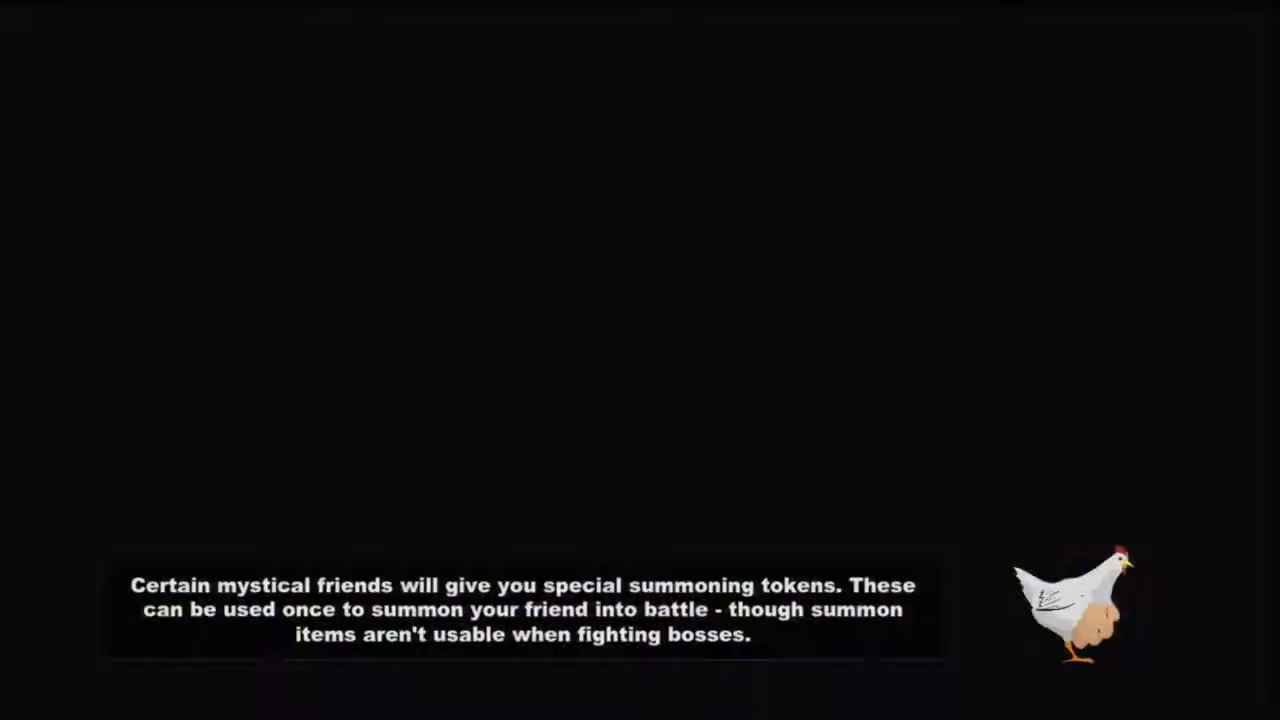 Certain mystical friends will give you special summoning tokens. These
can be used once to summon your friend into battle - though summon
items aren't usable when fighting bosses.